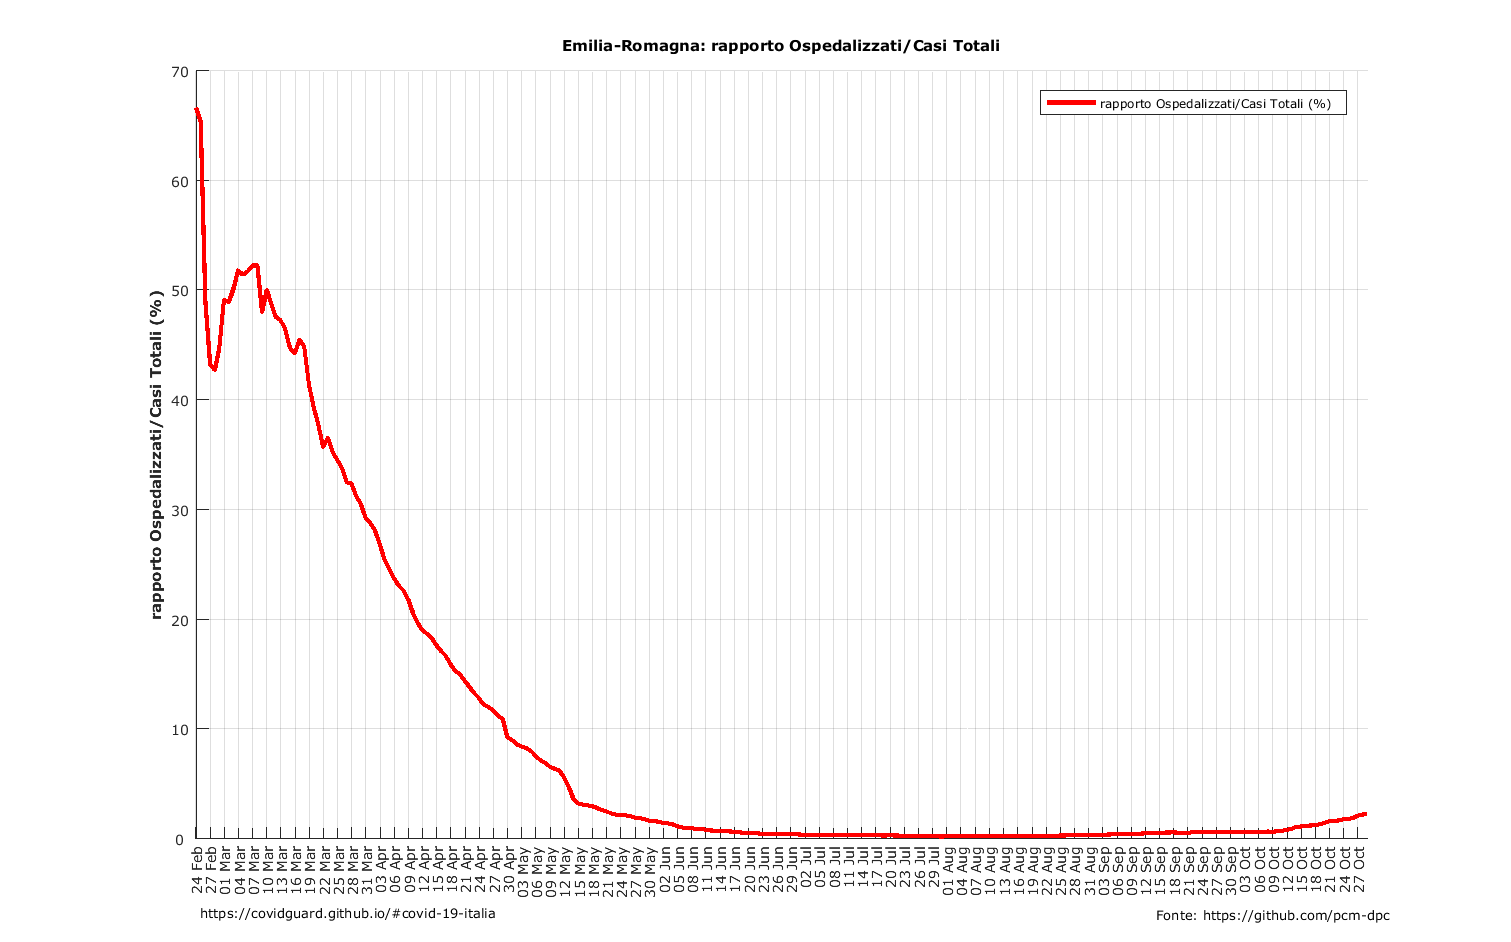 Emilia-Romagna: rapporto Ospedalizzati/Casi Totali
rapporto Ospedalizzati/Casi Totali (%)
rapporto Ospedalizzati/Casi Totali (%)
70
60
50
40
30
20
10
0
24 Feb
27 Feb
01 Mar
04 Mar
07 Mar
10 Mar
13 Mar
16 Mar
19 Mar
22 Mar
25 Mar
28 Mar
31 Mar
03 Apr
06 Apr
09 Apr
12 Apr
15 Apr
18 Apr
21 Apr
24 Apr
27 Apr
30 Apr
03 May
06 May
09 May
12 May
15 May
18 May
21 May
24 May
27 May
30 May
02 Jun
05 Jun
08 Jun
11 Jun
14 Jun
17 Jun
20 Jun
23 Jun
26 Jun
29 Jun
02 Jul
05 Jul
08 Jul
11 Jul
14 Jul
17 Jul
20 Jul
23 Jul
26 Jul
29 Jul
01 Aug
04 Aug
07 Aug
10 Aug
13 Aug
16 Aug
19 Aug
22 Aug
25 Aug
28 Aug
31 Aug
03 Sep
06 Sep
09 Sep
12 Sep
15 Sep
18 Sep
21 Sep
24 Sep
27 Sep
30 Sep
03 Oct
06 Oct
09 Oct
12 Oct
15 Oct
18 Oct
21 Oct
24 Oct
27 Oct
https://covidguard.github.io/#covid-19-italia
Fonte: https://github.com/pcm-dpc